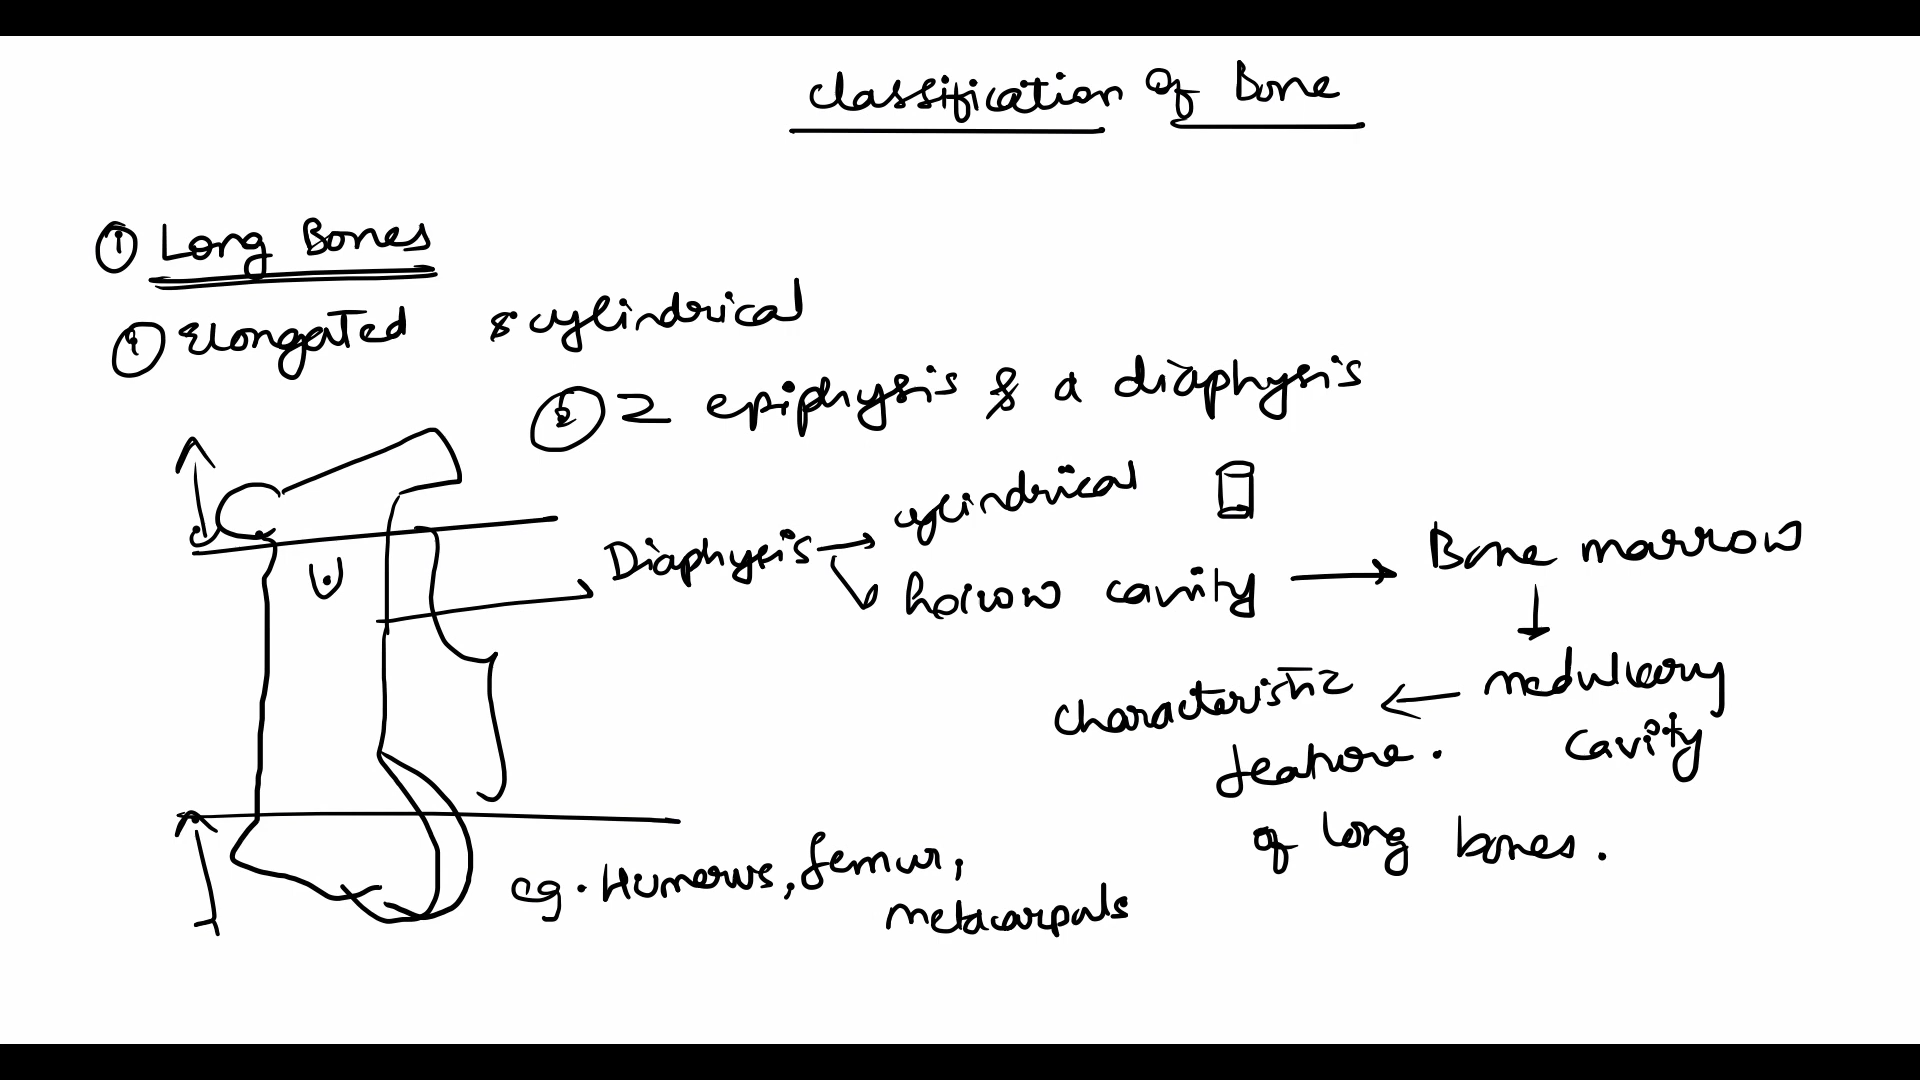 Classification of Bone
① Long Bones
① Elongated & cylindrical
② 2 epiphysis & a diaphysis
Diaphysis → cylindrical
hollow cavity → Bone marrow
↓
characteristic ← medullary
feature. cavity
of long bones.
eg. Humerus, femur,
metacarpals